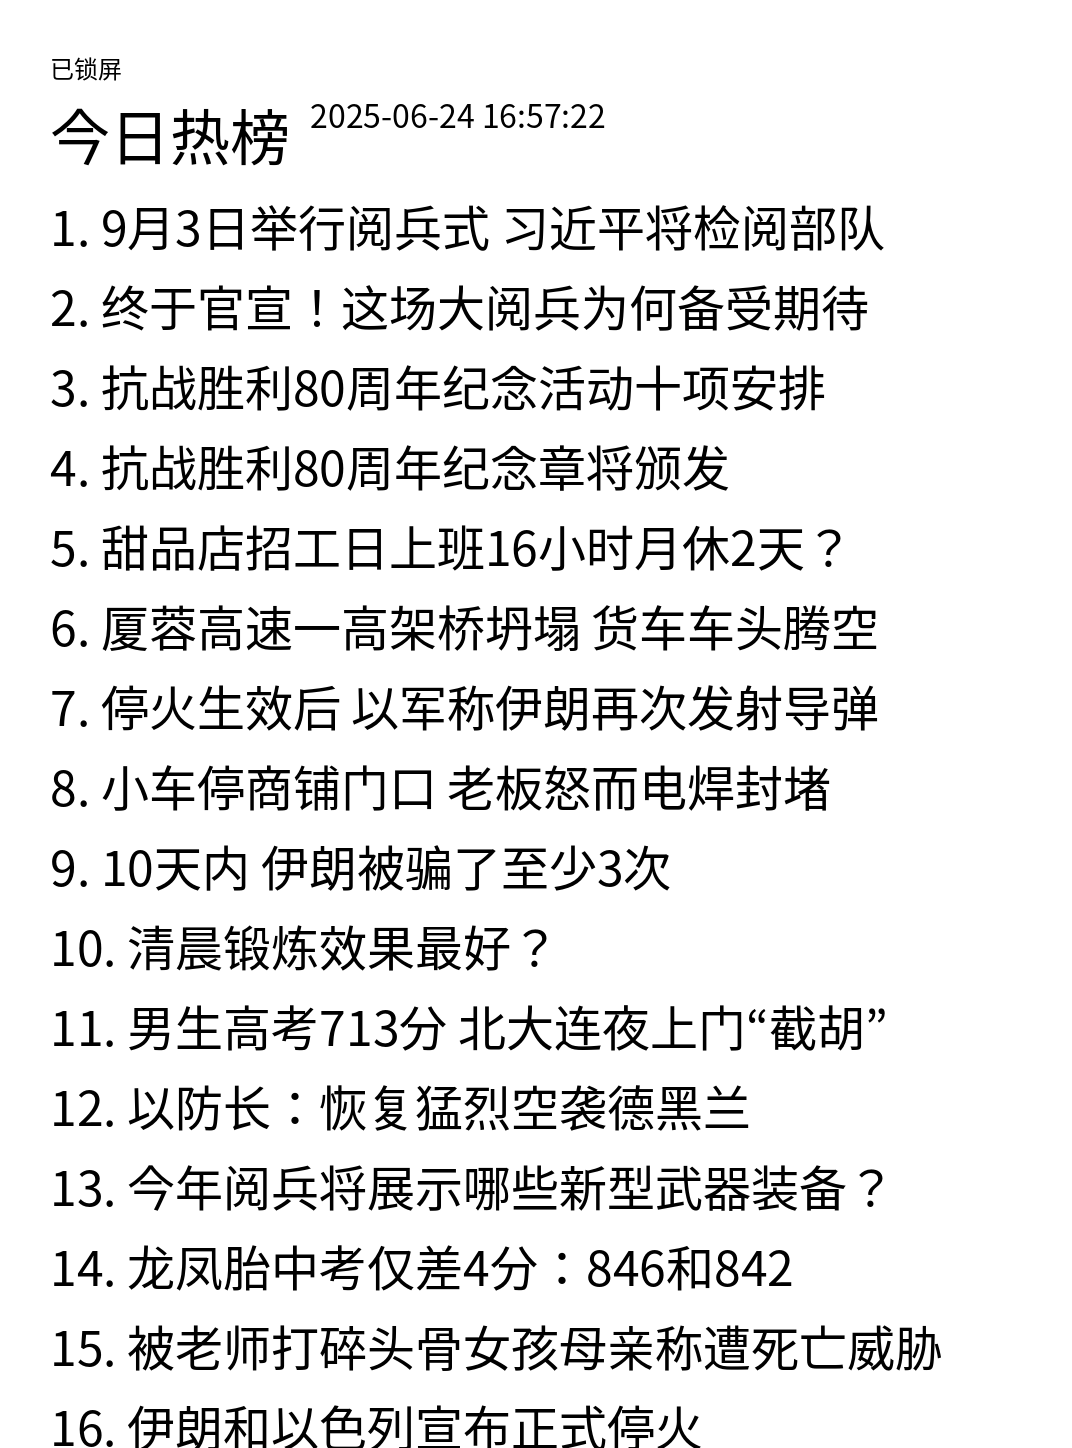 已锁屏
今日热榜 2025-06-24 16:57:22
1. 9月3日举行阅兵式 习近平将检阅部队
2. 终于官宣！这场大阅兵为何备受期待
3. 抗战胜利80周年纪念活动十项安排
4. 抗战胜利80周年纪念章将颁发
5. 甜品店招工日上班16小时月休2天？
6. 厦蓉高速一高架桥坍塌 货车车头腾空
7. 停火生效后 以军称伊朗再次发射导弹
8. 小车停商铺门口 老板怒而电焊封堵
9. 10天内 伊朗被骗了至少3次
10. 清晨锻炼效果最好？
11. 男生高考713分 北大连夜上门“截胡”
12. 以防长：恢复猛烈空袭德黑兰
13. 今年阅兵将展示哪些新型武器装备？
14. 龙凤胎中考仅差4分：846和842
15. 被老师打碎头骨女孩母亲称遭死亡威胁
16. 伊朗和以色列宣布正式停火